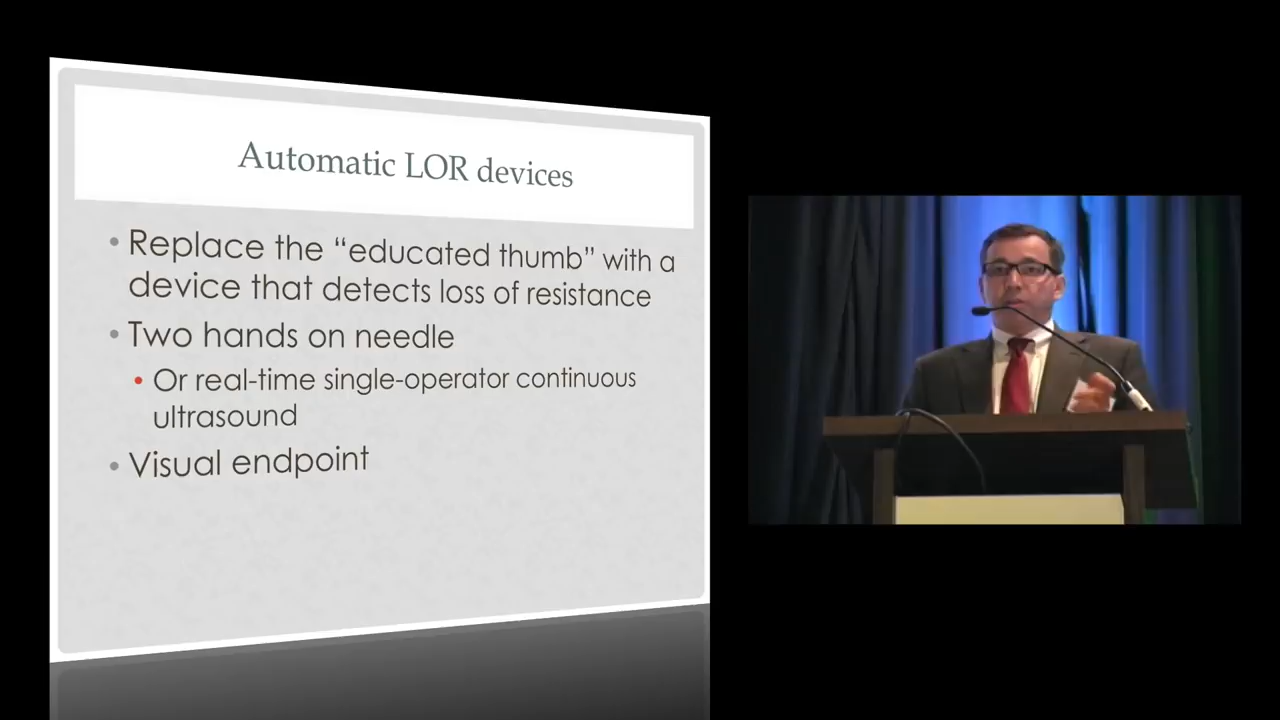 Automatic LOR devices
• Replace the “educated thumb” with a
device that detects loss of resistance
• Two hands on needle
• Or real-time single-operator continuous
ultrasound
• Visual endpoint